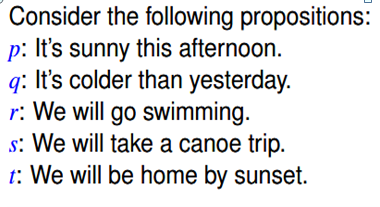 Consider the following propositions:
p: It's sunny this afternoon.
q: It's colder than yesterday.
r: We will go swimming.
s: We will take a canoe trip.
t: We will be home by sunset.